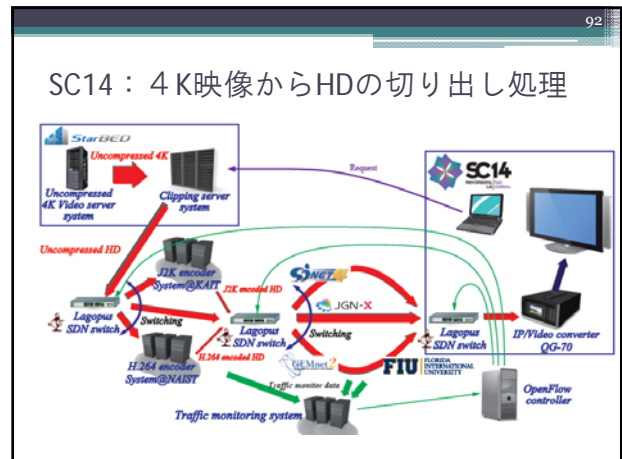 92
SC14：４K映像からHDの切り出し処理
StarBED
Uncompressed 4K
Uncompressed
4K Video server
system
Clipping server
system
Request
SC14
Uncompressed HD
J2K encoder
System@KAIT
J2K encoded HD
SINET4
JGN-X
Lagopus
SDN switch
Switching
Lagopus
SDN switch
Switching
Lagopus
SDN switch
IP/Video converter
QG-70
H.264 encoded HD
H.264 encoder
System@NAIST
GEMnet2
FIU
FLORIDA
INTERNATIONAL
UNIVERSITY
Traffic monitor data
Traffic monitoring system
OpenFlow
controller